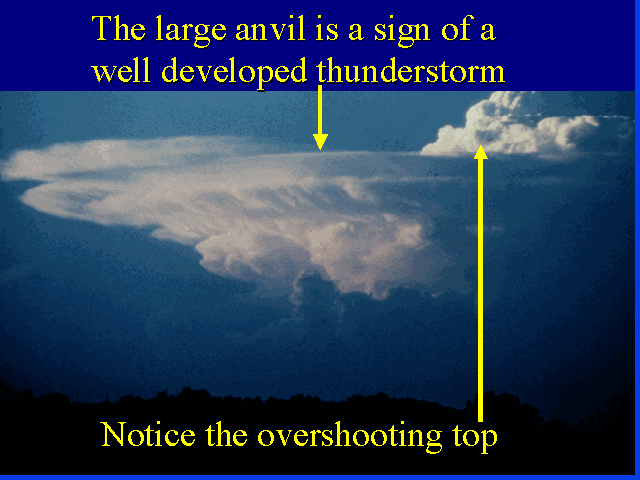 The large anvil is a sign of a
well developed thunderstorm
Notice the overshooting top